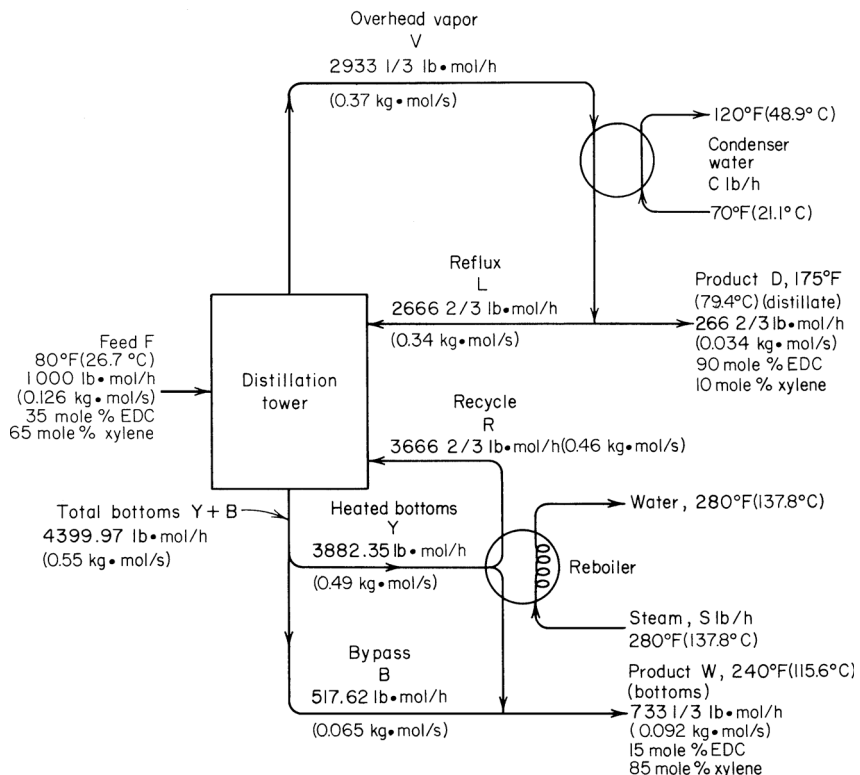 Overhead vapor
V
2933 1/3 lb•mol/h
(0.37 kg•mol/s)
120°F(48.9°C)
Condenser
water
C lb/h
70°F(21.1°C)
Reflux
L
2666 2/3 lb•mol/h
(0.34 kg•mol/s)
Product D, 175°F
(79.4°C) (distillate)
266 2/3 lb•mol/h
(0.034 kg•mol/s)
90 mole % EDC
10 mole % xylene
Feed F
80°F(26.7 °C)
1000 lb•mol/h
(0.126 kg•mol/s)
35 mole % EDC
65 mole % xylene
Distillation
tower
Recycle
R
3666 2/3 lb•mol/h(0.46 kg•mol/s)
Total bottoms Y + B
4399.97 lb•mol/h
(0.55 kg•mol/s)
Heated bottoms
Y
3882.35 lb•mol/h
(0.49 kg•mol/s)
Water, 280°F(137.8°C)
Reboiler
Steam, S lb/h
280°F(137.8°C)
Bypass
B
517.62 lb•mol/h
(0.065 kg•mol/s)
Product W, 240°F(115.6°C)
(bottoms)
733 1/3 lb•mol/h
(0.092 kg•mol/s)
15 mole % EDC
85 mole % xylene